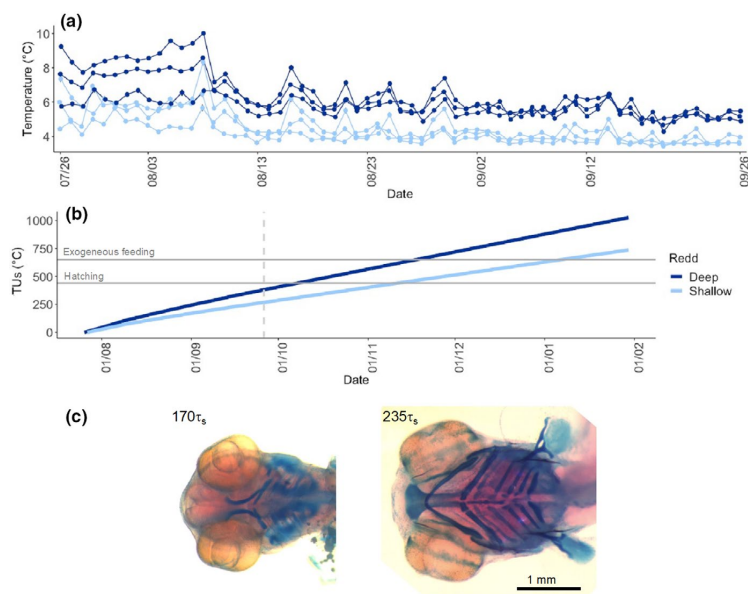 (a)
Temperature (°C)
10
8
6
4
07/26
08/03
08/13
08/23
09/02
09/12
09/26
Date
(b)
TUs (°C)
1000
750
500
250
0
Exogeneous feeding
Hatching
01/08
01/09
01/10
01/11
01/12
01/01
01/02
Date
Redd
Deep
Shallow
(c)
170τs
235τs
1 mm